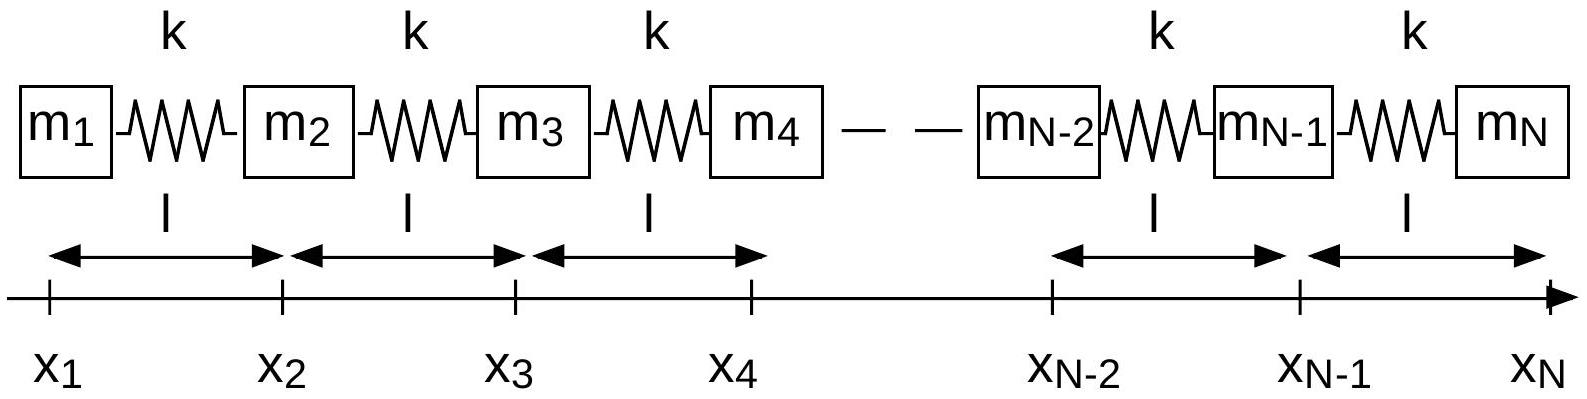 k k k k k
m1 m2 m3 m4 mN-2 mN-1 mN
l l l l l
x1 x2 x3 x4 xN-2 xN-1 xN